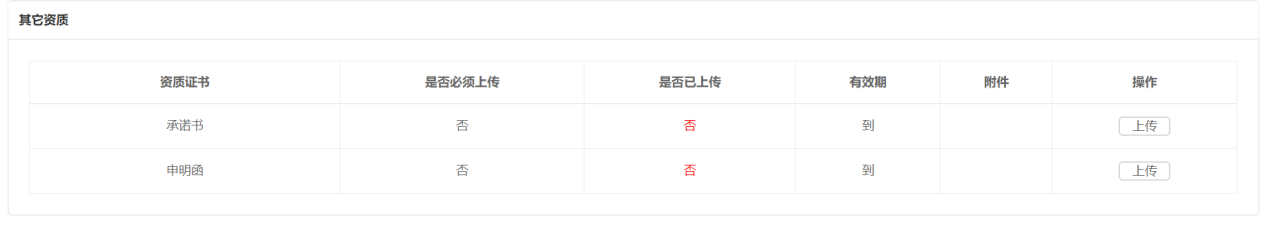 其它资质
资质证书 是否必须上传 是否已上传 有效期 附件 操作
承诺书 否 否 到 上传
申明函 否 否 到 上传